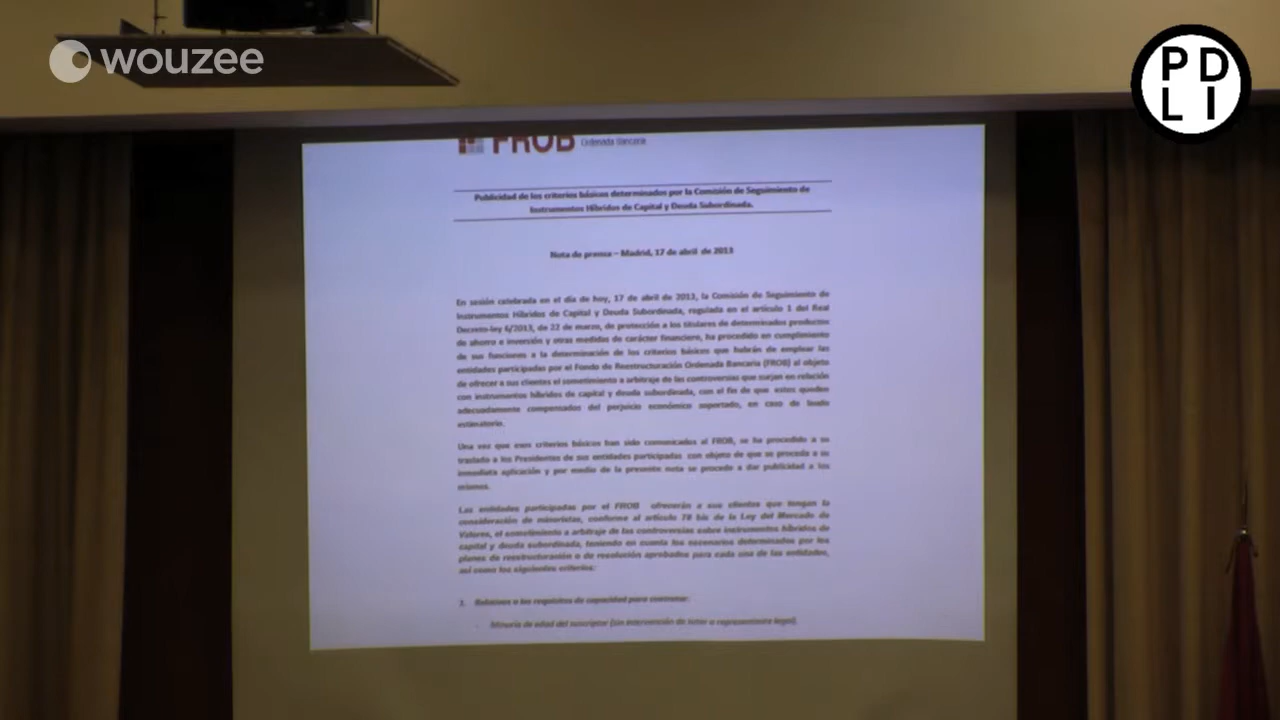 wouzee
PD
LI
FROB Ordenada Bancaria
Publicidad de los criterios básicos determinados por la Comisión de Seguimiento de
Instrumentos Híbridos de Capital y Deuda Subordinada.
Nota de prensa – Madrid, 17 de abril de 2013
En sesión celebrada en el día de hoy, 17 de abril de 2013, la Comisión de Seguimiento de
Instrumentos Híbridos de Capital y Deuda Subordinada, regulada en el artículo 1 del Real
Decreto-ley 6/2013, de 22 de marzo, de protección a los titulares de determinados productos
de ahorro e inversión y otras medidas de carácter financiero, ha procedido en cumplimiento
de sus funciones a la determinación de los criterios básicos que habrán de emplear las
entidades participadas por el Fondo de Reestructuración Ordenada Bancaria (FROB) al objeto
de ofrecer a sus clientes el sometimiento a arbitraje de las controversias que surjan en relación
con instrumentos híbridos de capital y deuda subordinada, con el fin de que estos queden
adecuadamente compensados del perjuicio económico soportado, en caso de laudo
estimatorio.
Una vez que esos criterios básicos han sido comunicados al FROB, se ha procedido a su
traslado a los Presidentes de sus entidades participadas con objeto de que se proceda a su
inmediata aplicación y por medio de la presente nota se procede a dar publicidad a los
mismos.
Las entidades participadas por el FROB ofrecerán a sus clientes que tengan la
consideración de minoristas, conforme al artículo 78 bis de la Ley del Mercado de
Valores, el sometimiento a arbitraje de las controversias sobre instrumentos híbridos de
capital y deuda subordinada, teniendo en cuenta los escenarios determinados por los
planes de reestructuración o de resolución aprobados para cada una de las entidades,
así como los siguientes criterios:
1. Relativos a los requisitos de capacidad para contratar:
- Minoría de edad del suscriptor (sin intervención de tutor o representante legal).